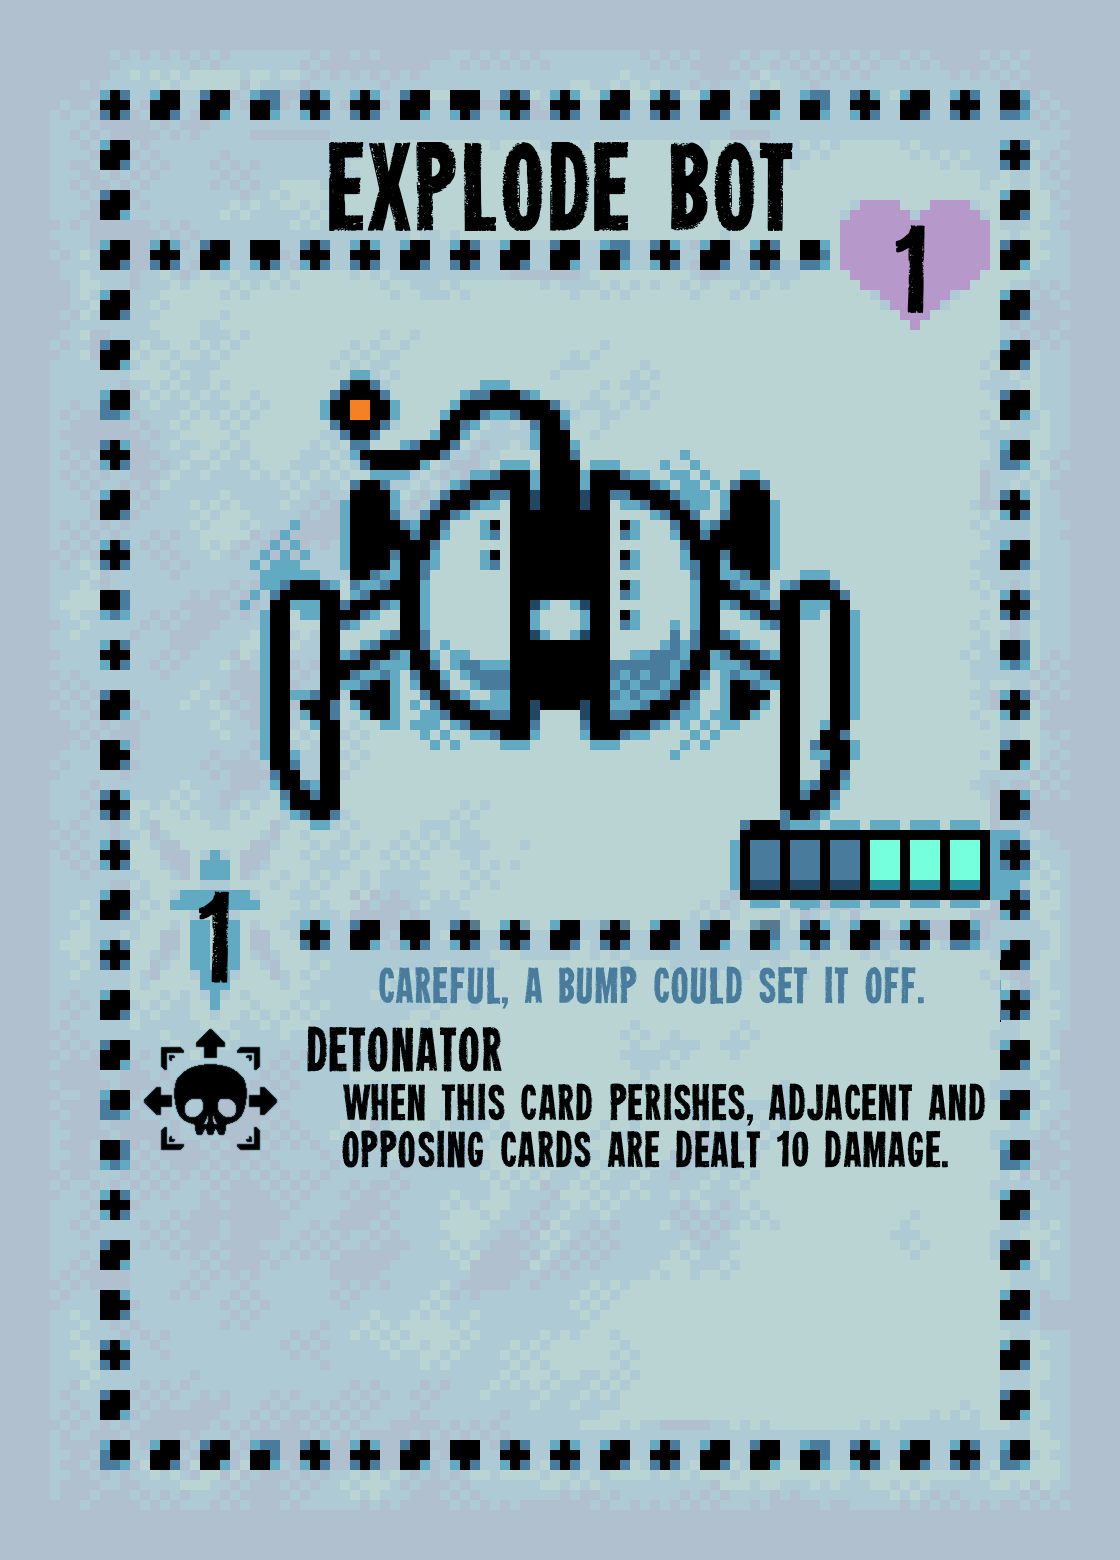 EXPLODE BOT
1
1
CAREFUL, A BUMP COULD SET IT OFF.
DETONATOR
WHEN THIS CARD PERISHES, ADJACENT AND
OPPOSING CARDS ARE DEALT 10 DAMAGE.